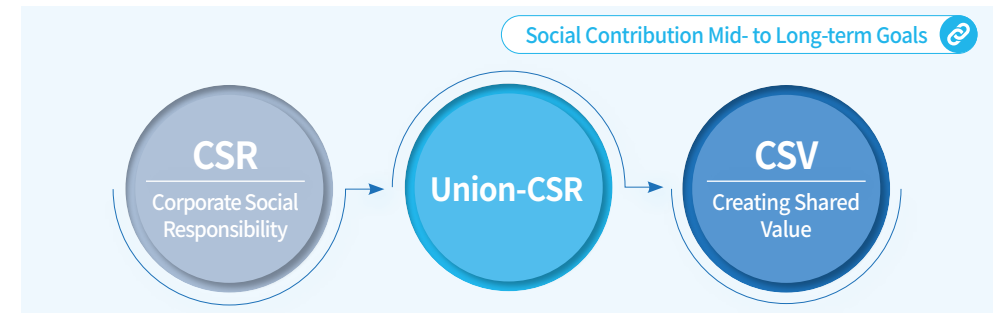 Social Contribution Mid- to Long-term Goals
CSR
Corporate Social
Responsibility
Union-CSR
CSV
Creating Shared
Value